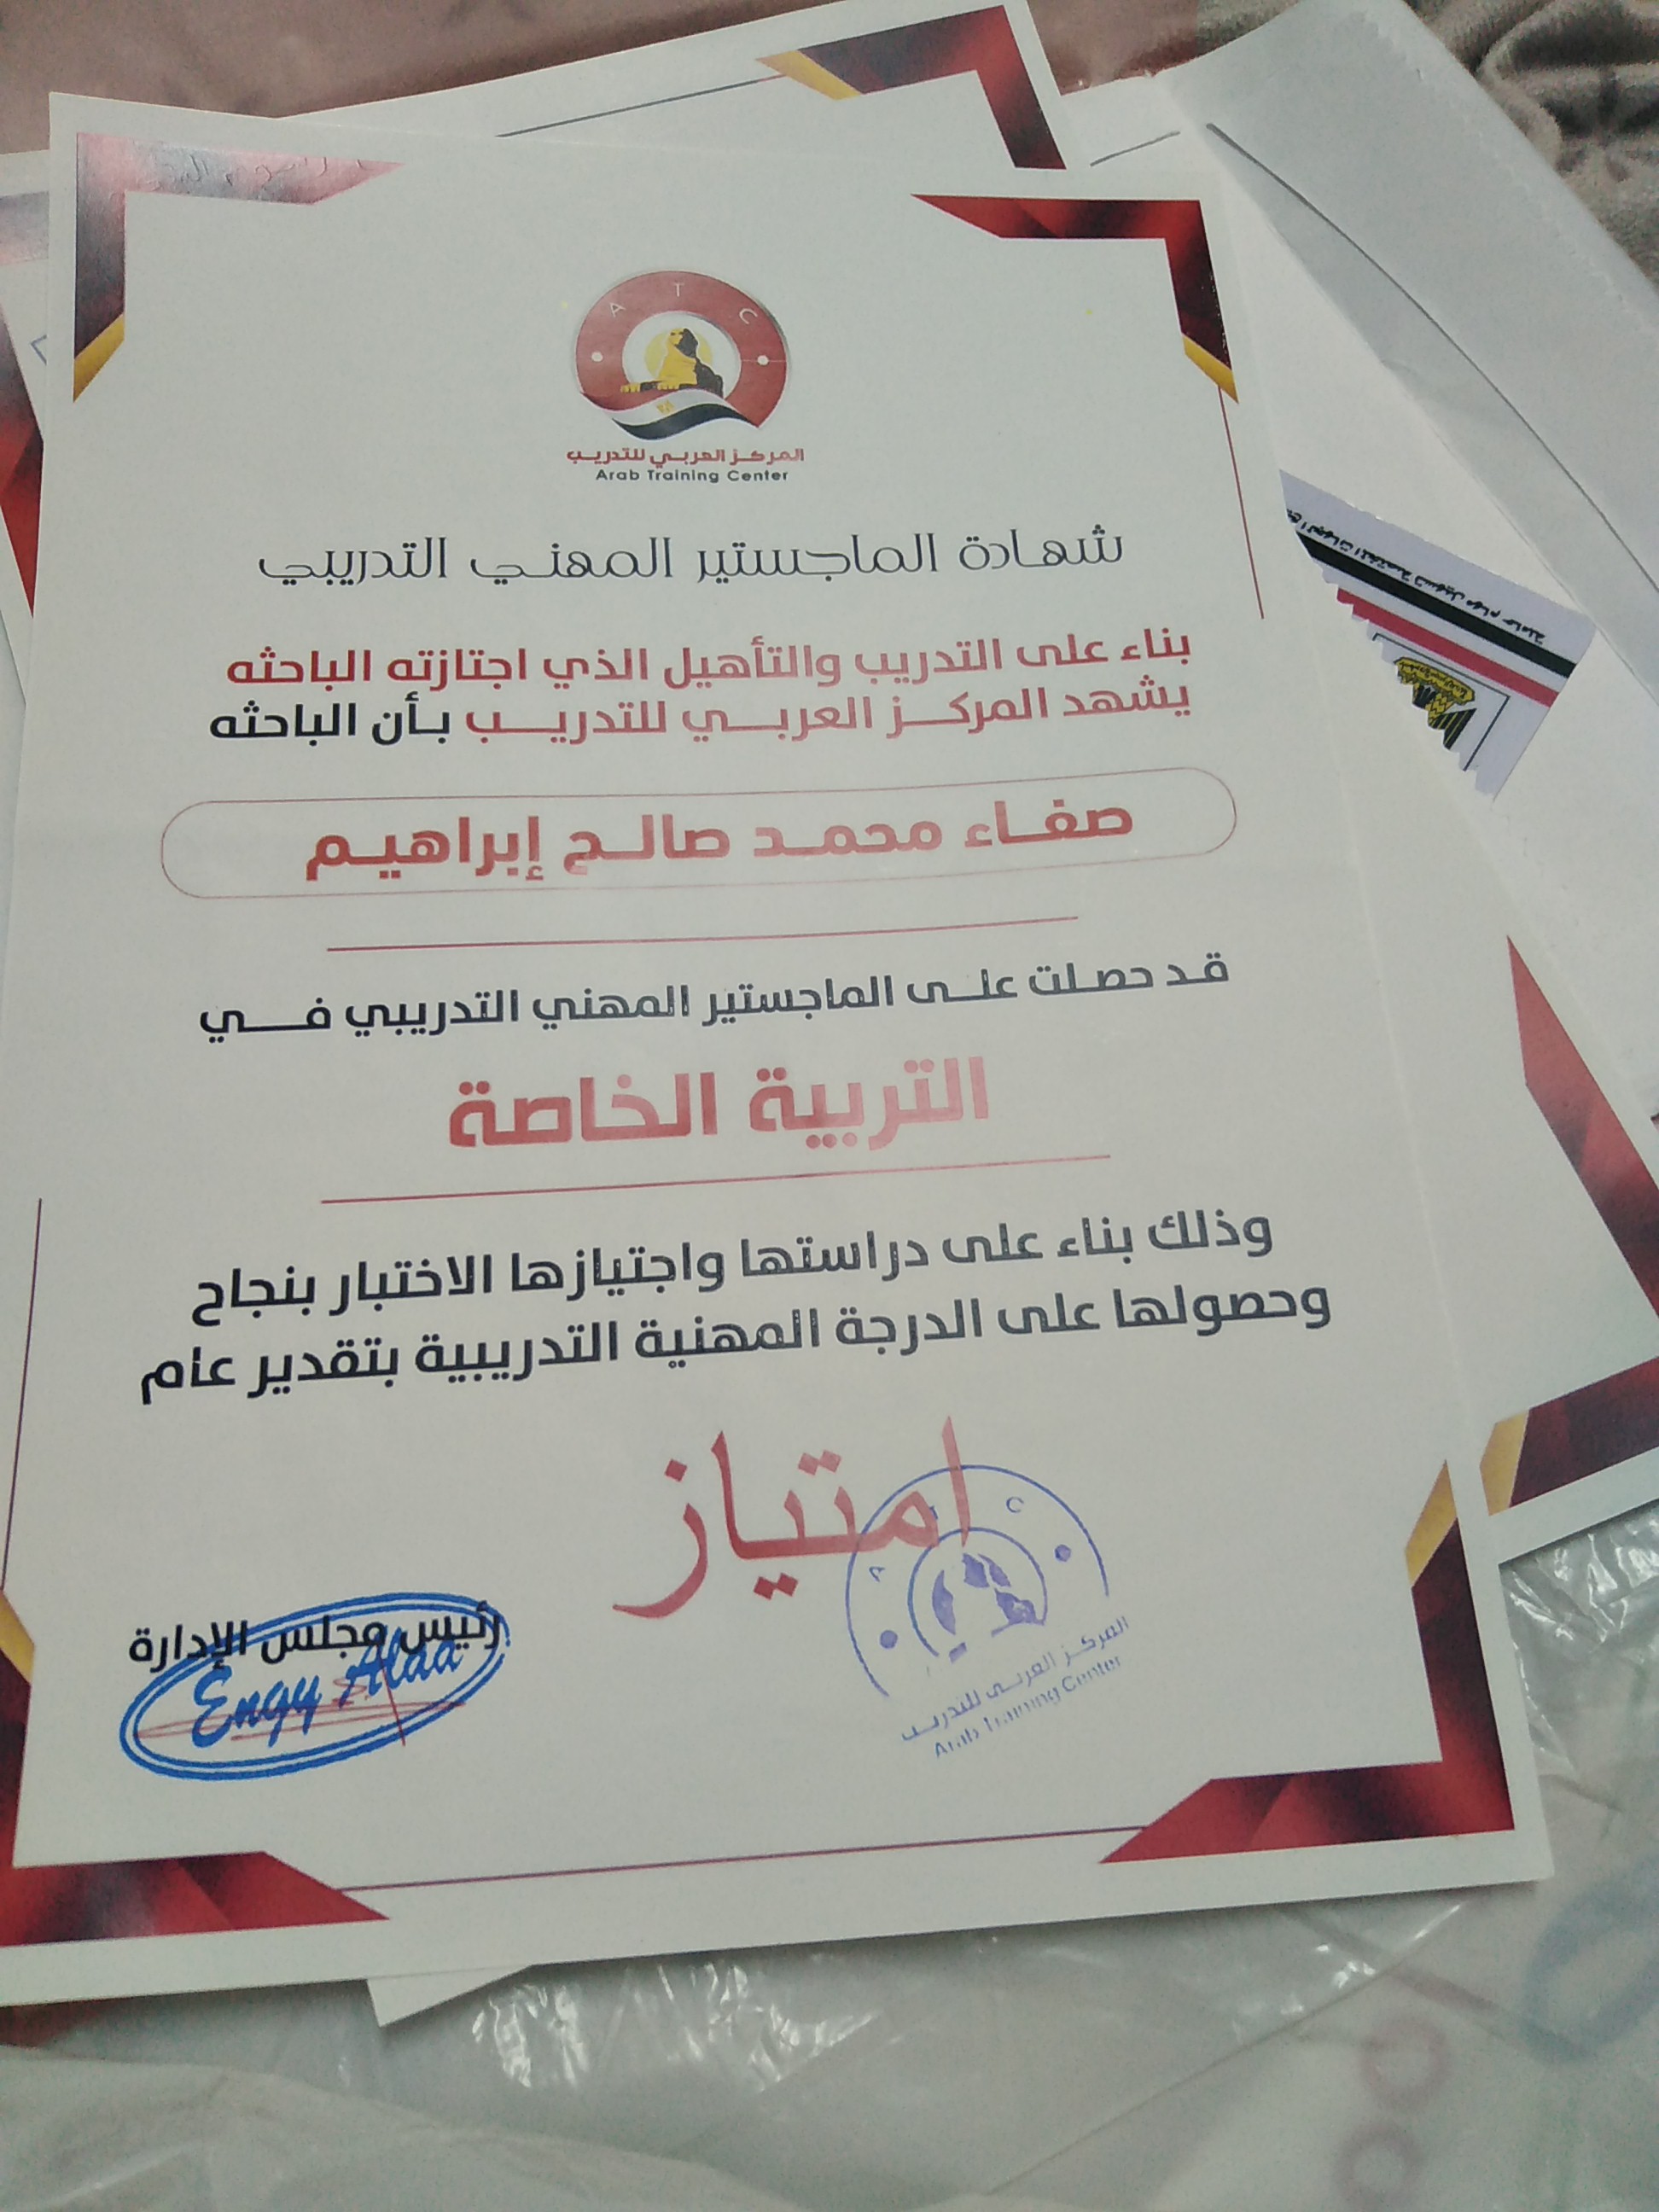 A T C
المركز العربي للتدريب
Arab Training Center
شهادة الماجستير المهني التدريبي
بناء على التدريب والتأهيل الذي اجتازته الباحثه
يشهد المركز العربي للتدريب بأن الباحثه
صفاء محمد صالح إبراهيم
قد حصلت على الماجستير المهني التدريبي في
التربية الخاصة
وذلك بناء على دراستها واجتيازها الاختبار بنجاح
وحصولها على الدرجة المهنية التدريبية بتقدير عام
امتياز
رئيس مجلس الإدارة
Engy Alaa
C
المركز العربي للتدريب
Arab Training Center